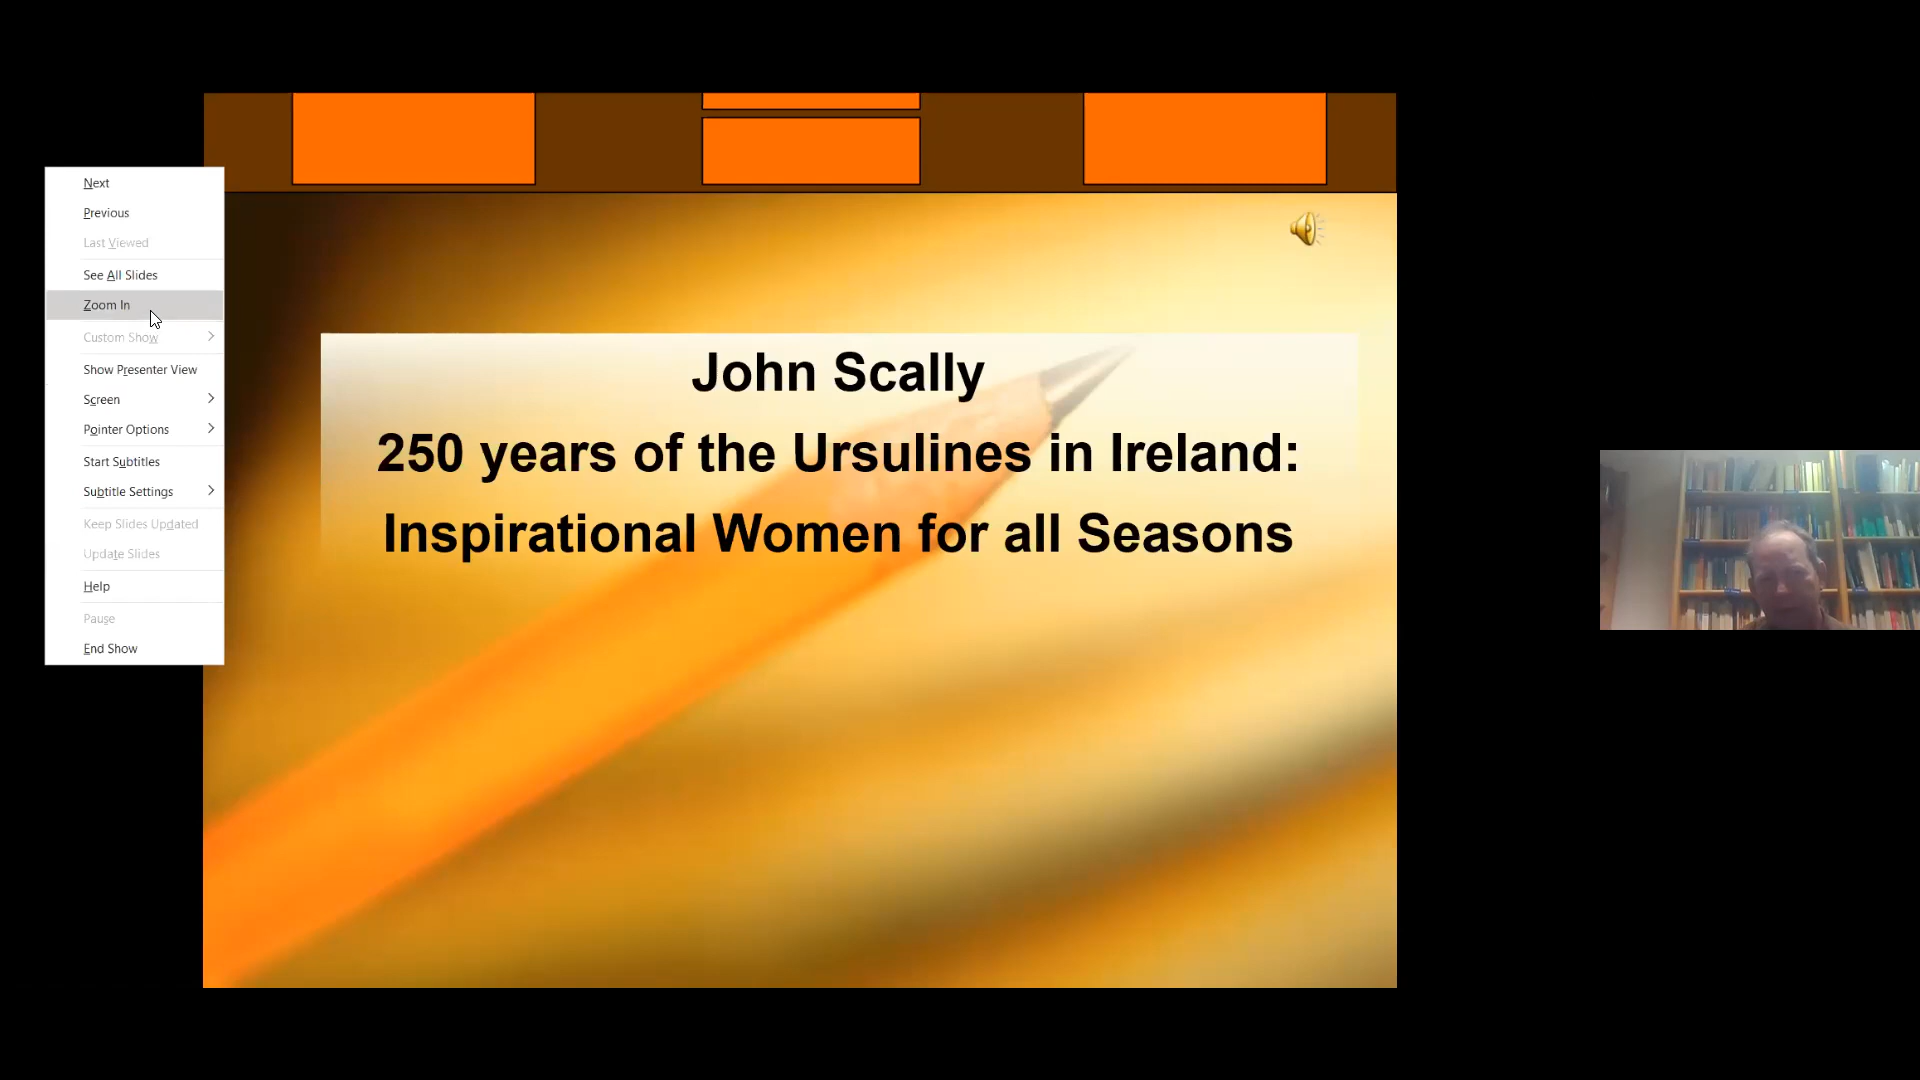 Next
Previous
Last Viewed
See All Slides
Zoom In
Custom Show
Show Presenter View
Screen
Pointer Options
Start Subtitles
Subtitle Settings
Keep Slides Updated
Update Slides
Help
Pause
End Show
John Scally
250 years of the Ursulines in Ireland:
Inspirational Women for all Seasons